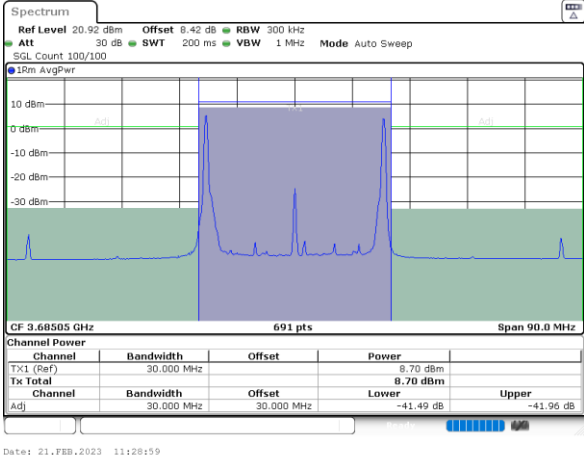 Spectrum
Ref Level 20.92 dBm Offset 8.42 dB RBW 300 kHz
Att 30 dB SWT 200 ms VBW 1 MHz Mode Auto Sweep
SGL Count 100/100
1Rm AvgPwr
10 dBm
0 dBm
Adj
Adj
-10 dBm
-20 dBm
-30 dBm
CF 3.68505 GHz 691 pts Span 90.0 MHz
Channel Power
Channel Bandwidth Offset Power
TX1 (Ref) 30.000 MHz 8.70 dBm
Tx Total 8.70 dBm
Channel Bandwidth Offset Lower Upper
Adj 30.000 MHz 30.000 MHz -41.49 dB -41.96 dB
Ready
Date: 21.FEB.2023 11:28:59